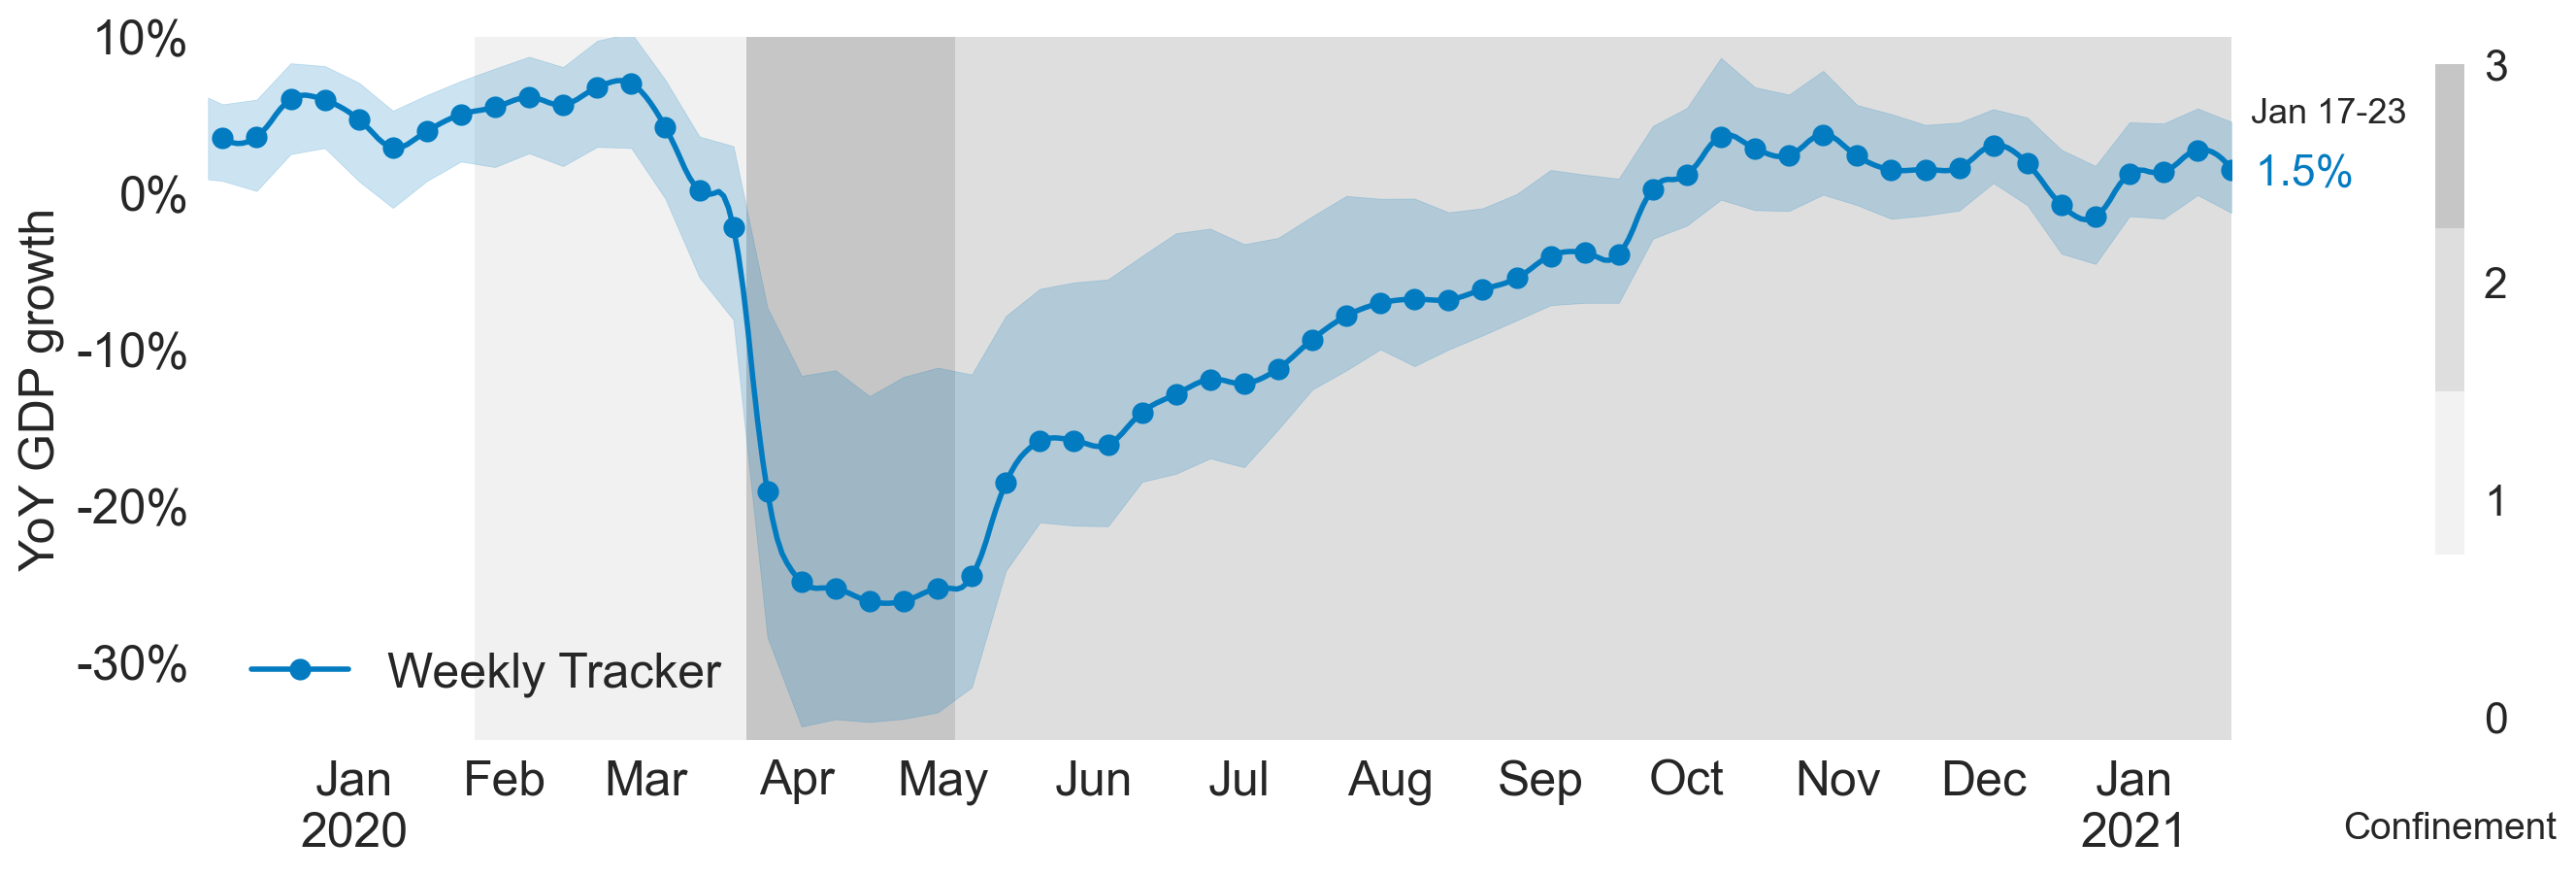 10%
0%
-10%
-20%
-30%
YoY GDP growth
Weekly Tracker
Jan Feb Mar Apr May Jun Jul Aug Sep Oct Nov Dec Jan
2020 2021
Jan 17-23
1.5%
3
2
1
0
Confinement